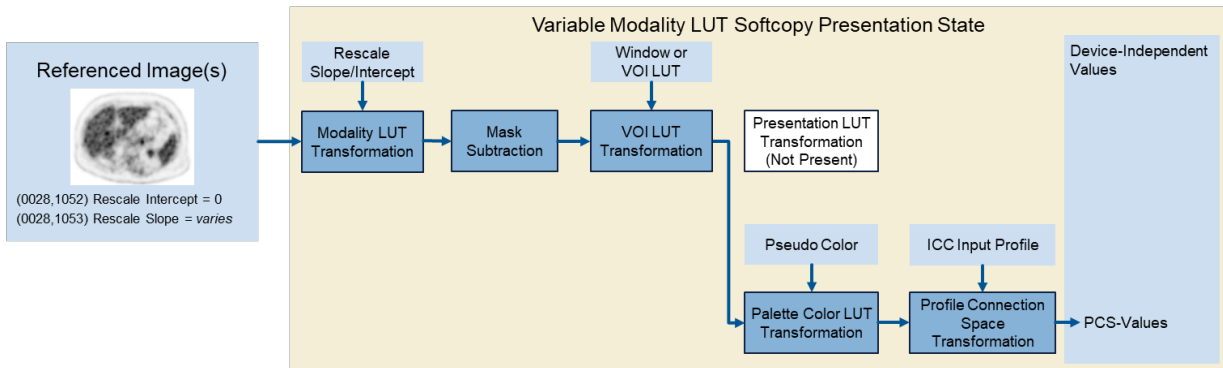 Variable Modality LUT Softcopy Presentation State
Referenced Image(s)
(0028,1052) Rescale Intercept = 0
(0028,1053) Rescale Slope = varies
Rescale
Slope/Intercept
Modality LUT
Transformation
Mask
Subtraction
Window or
VOI LUT
VOI LUT
Transformation
Presentation LUT
Transformation
(Not Present)
Pseudo Color
Palette Color LUT
Transformation
ICC Input Profile
Profile Connection
Space
Transformation
Device-Independent
Values
PCS-Values